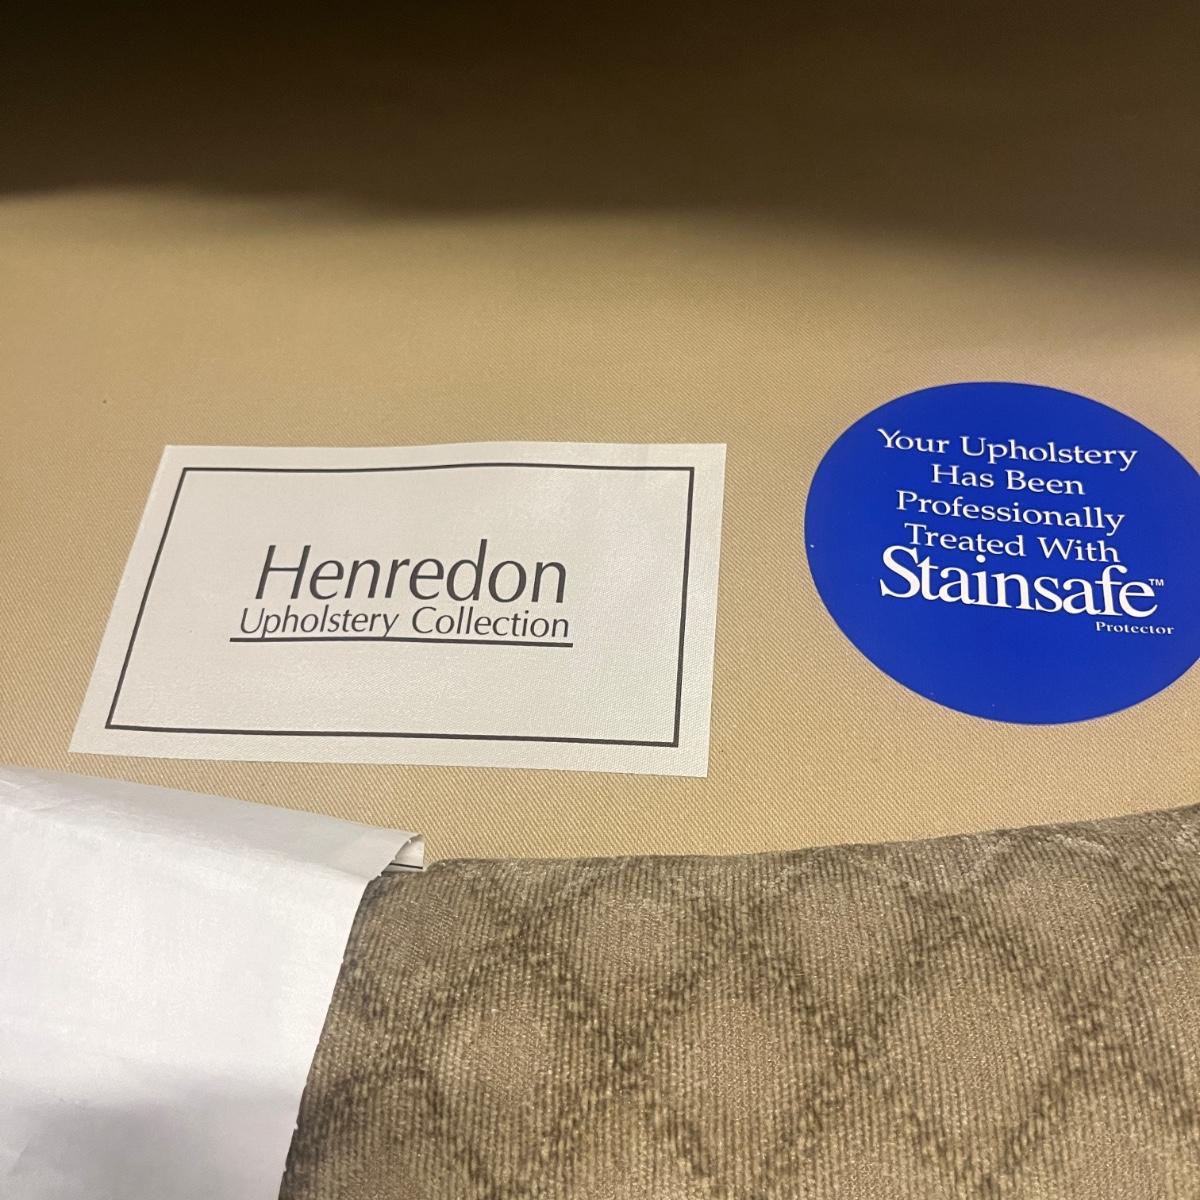 Henredon
Upholstery Collection
Your Upholstery
Has Been
Professionally
Treated With
Stainsafe™
Protector